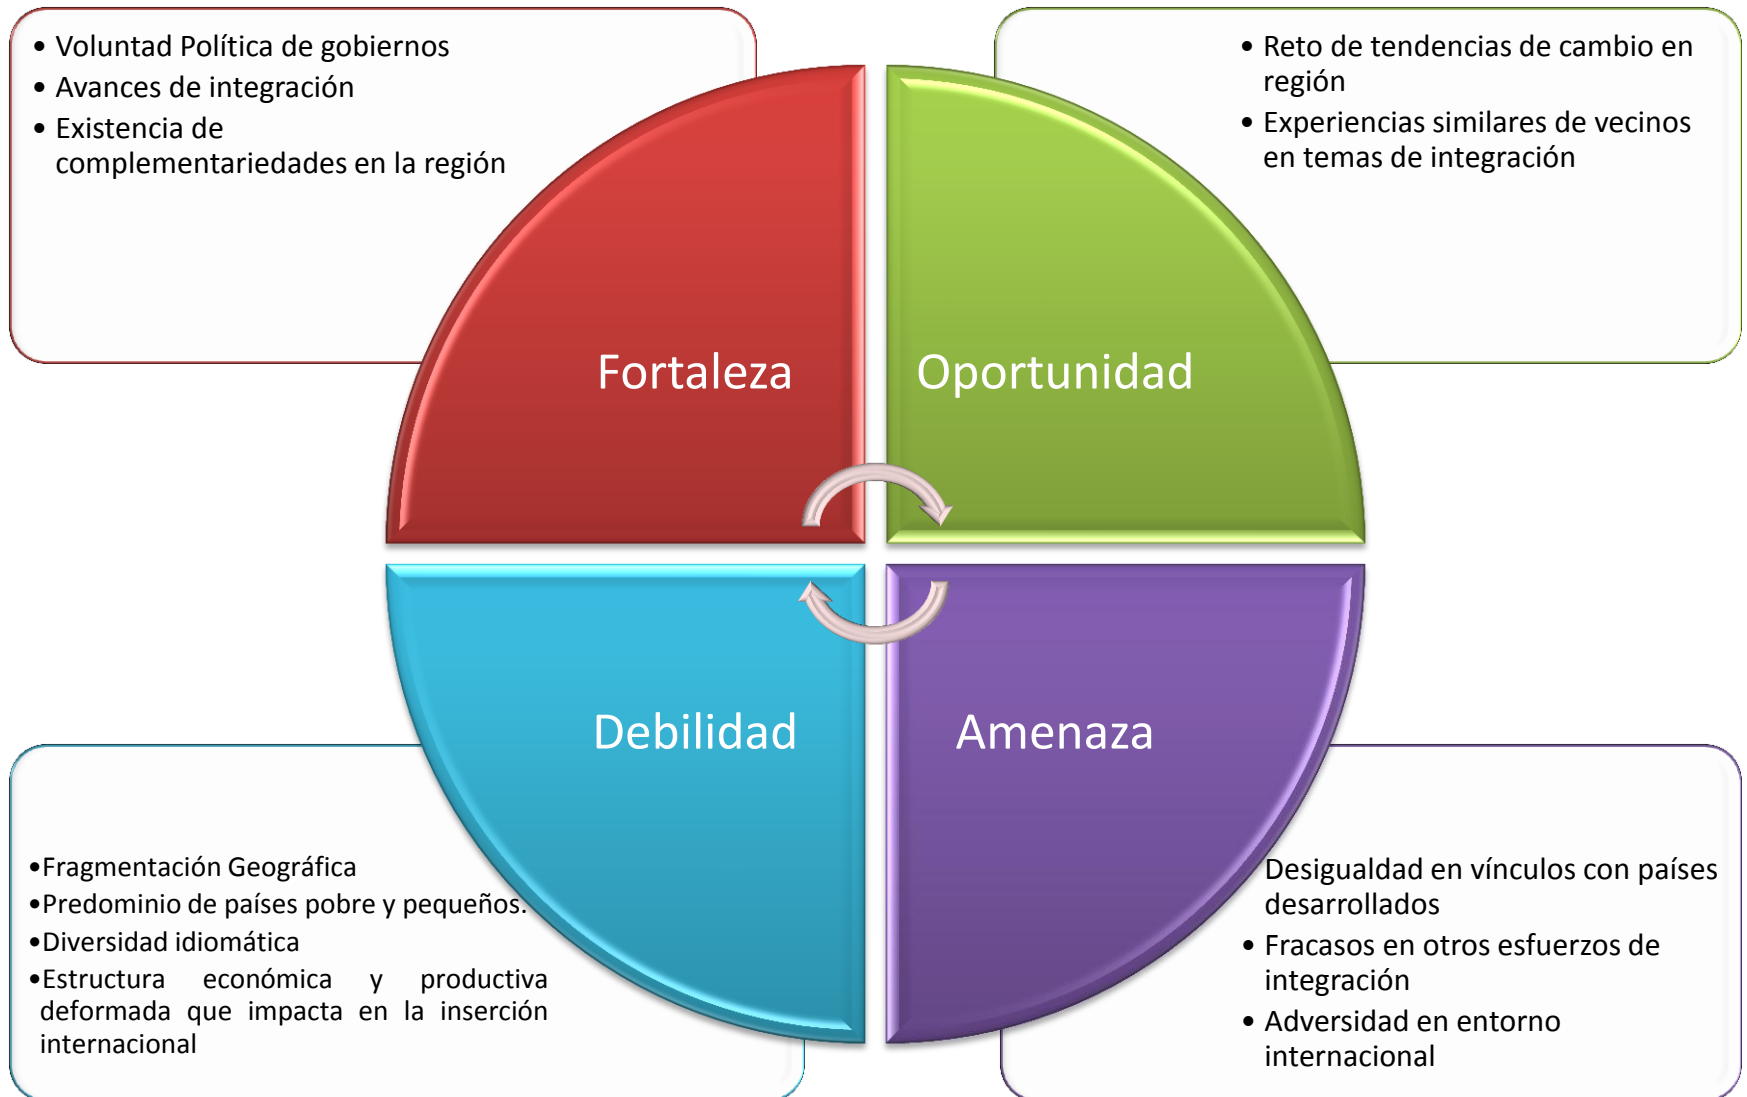 • Voluntad Política de gobiernos
• Avances de integración
• Existencia de
complementariedades en la región
• Reto de tendencias de cambio en
región
• Experiencias similares de vecinos
en temas de integración
Fortaleza
Oportunidad
Debilidad
Amenaza
•Fragmentación Geográfica
•Predominio de países pobre y pequeños.
•Diversidad idiomática
•Estructura económica y productiva
deformada que impacta en la inserción
internacional
Desigualdad en vínculos con países
desarrollados
• Fracasos en otros esfuerzos de
integración
• Adversidad en entorno
internacional